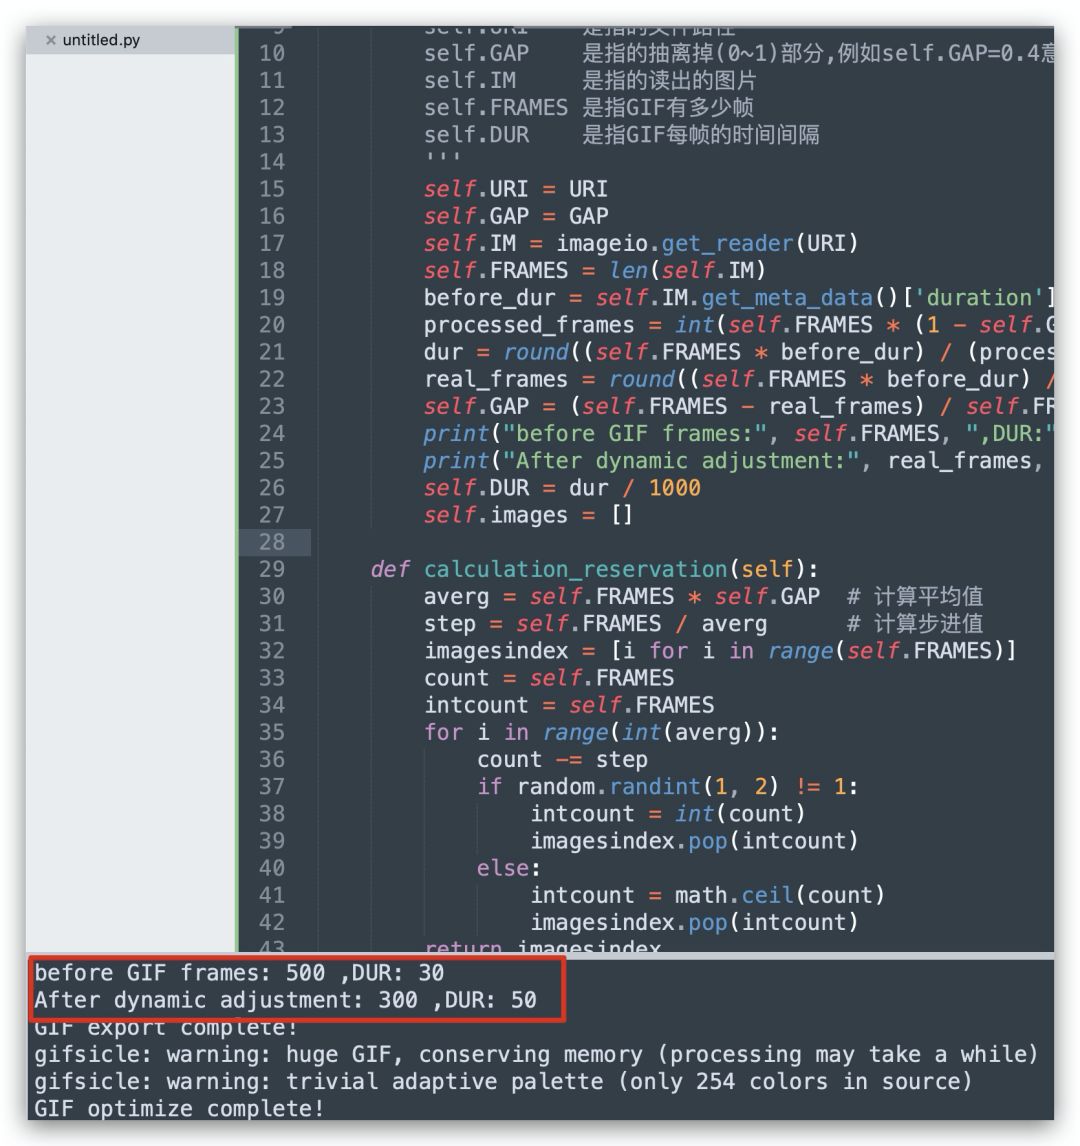 untitled.py
9 self.URI 是指的文件路径
10 self.GAP 是指的抽离掉(0~1)部分,例如self.GAP=0.4意
11 self.IM 是指的读出的图片
12 self.FRAMES 是指GIF有多少帧
13 self.DUR 是指GIF每帧的时间间隔
14 '''
15 self.URI = URI
16 self.GAP = GAP
17 self.IM = imageio.get_reader(URI)
18 self.FRAMES = len(self.IM)
19 before_dur = self.IM.get_meta_data()['duration']
20 processed_frames = int(self.FRAMES * (1 - self.G
21 dur = round((self.FRAMES * before_dur) / (proces
22 real_frames = round((self.FRAMES * before_dur) /
23 self.GAP = (self.FRAMES - real_frames) / self.FR
24 print("before GIF frames:", self.FRAMES, ",DUR:"
25 print("After dynamic adjustment:", real_frames,
26 self.DUR = dur / 1000
27 self.images = []
28
29 def calculation_reservation(self):
30 averg = self.FRAMES * self.GAP # 计算平均值
31 step = self.FRAMES / averg # 计算步进值
32 imagesindex = [i for i in range(self.FRAMES)]
33 count = self.FRAMES
34 intcount = self.FRAMES
35 for i in range(int(averg)):
36 count -= step
37 if random.randint(1, 2) != 1:
38 intcount = int(count)
39 imagesindex.pop(intcount)
40 else:
41 intcount = math.ceil(count)
42 imagesindex.pop(intcount)
43 return imagesindex
before GIF frames: 500 ,DUR: 30
After dynamic adjustment: 300 ,DUR: 50
GIF export complete!
gifsicle: warning: huge GIF, conserving memory (processing may take a while)
gifsicle: warning: trivial adaptive palette (only 254 colors in source)
GIF optimize complete!